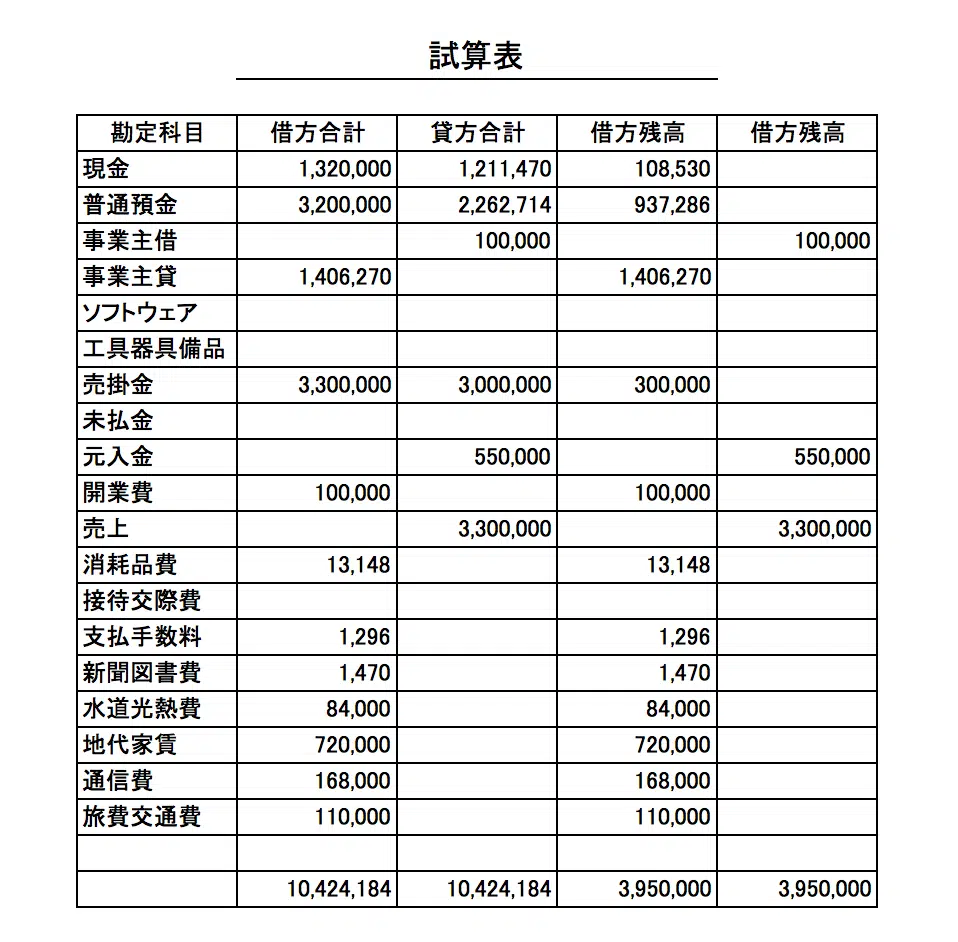 試算表
勘定科目 借方合計 貸方合計 借方残高 借方残高
現金 1,320,000 1,211,470 108,530
普通預金 3,200,000 2,262,714 937,286
事業主借 100,000 100,000
事業主貸 1,406,270 1,406,270
ソフトウェア
工具器具備品
売掛金 3,300,000 3,000,000 300,000
未払金
元入金 550,000 550,000
開業費 100,000 100,000
売上 3,300,000 3,300,000
消耗品費 13,148 13,148
接待交際費
支払手数料 1,296 1,296
新聞図書費 1,470 1,470
水道光熱費 84,000 84,000
地代家賃 720,000 720,000
通信費 168,000 168,000
旅費交通費 110,000 110,000
10,424,184 10,424,184 3,950,000 3,950,000